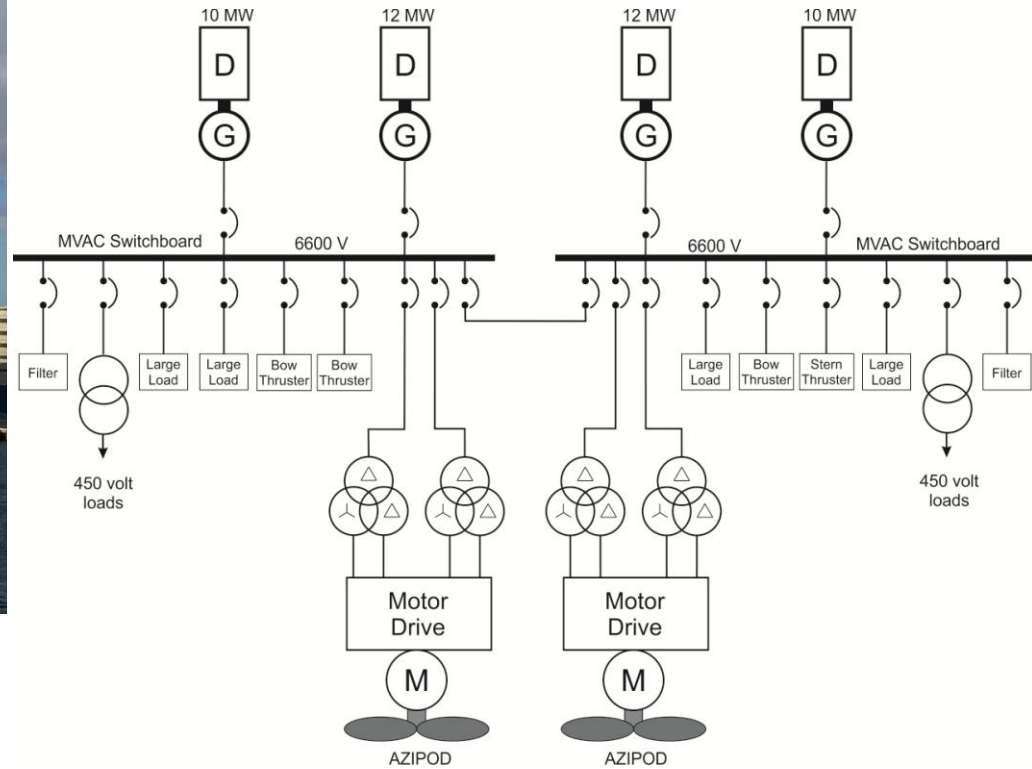 10 MW
12 MW
12 MW
10 MW
D
D
D
D
G
G
G
G
MVAC Switchboard
6600 V
6600 V
MVAC Switchboard
Filter
Large
Load
Large
Load
Bow
Thruster
Bow
Thruster
Large
Load
Bow
Thruster
Stern
Thruster
Large
Load
Filter
450 volt
loads
450 volt
loads
Motor
Drive
Motor
Drive
M
M
AZIPOD
AZIPOD